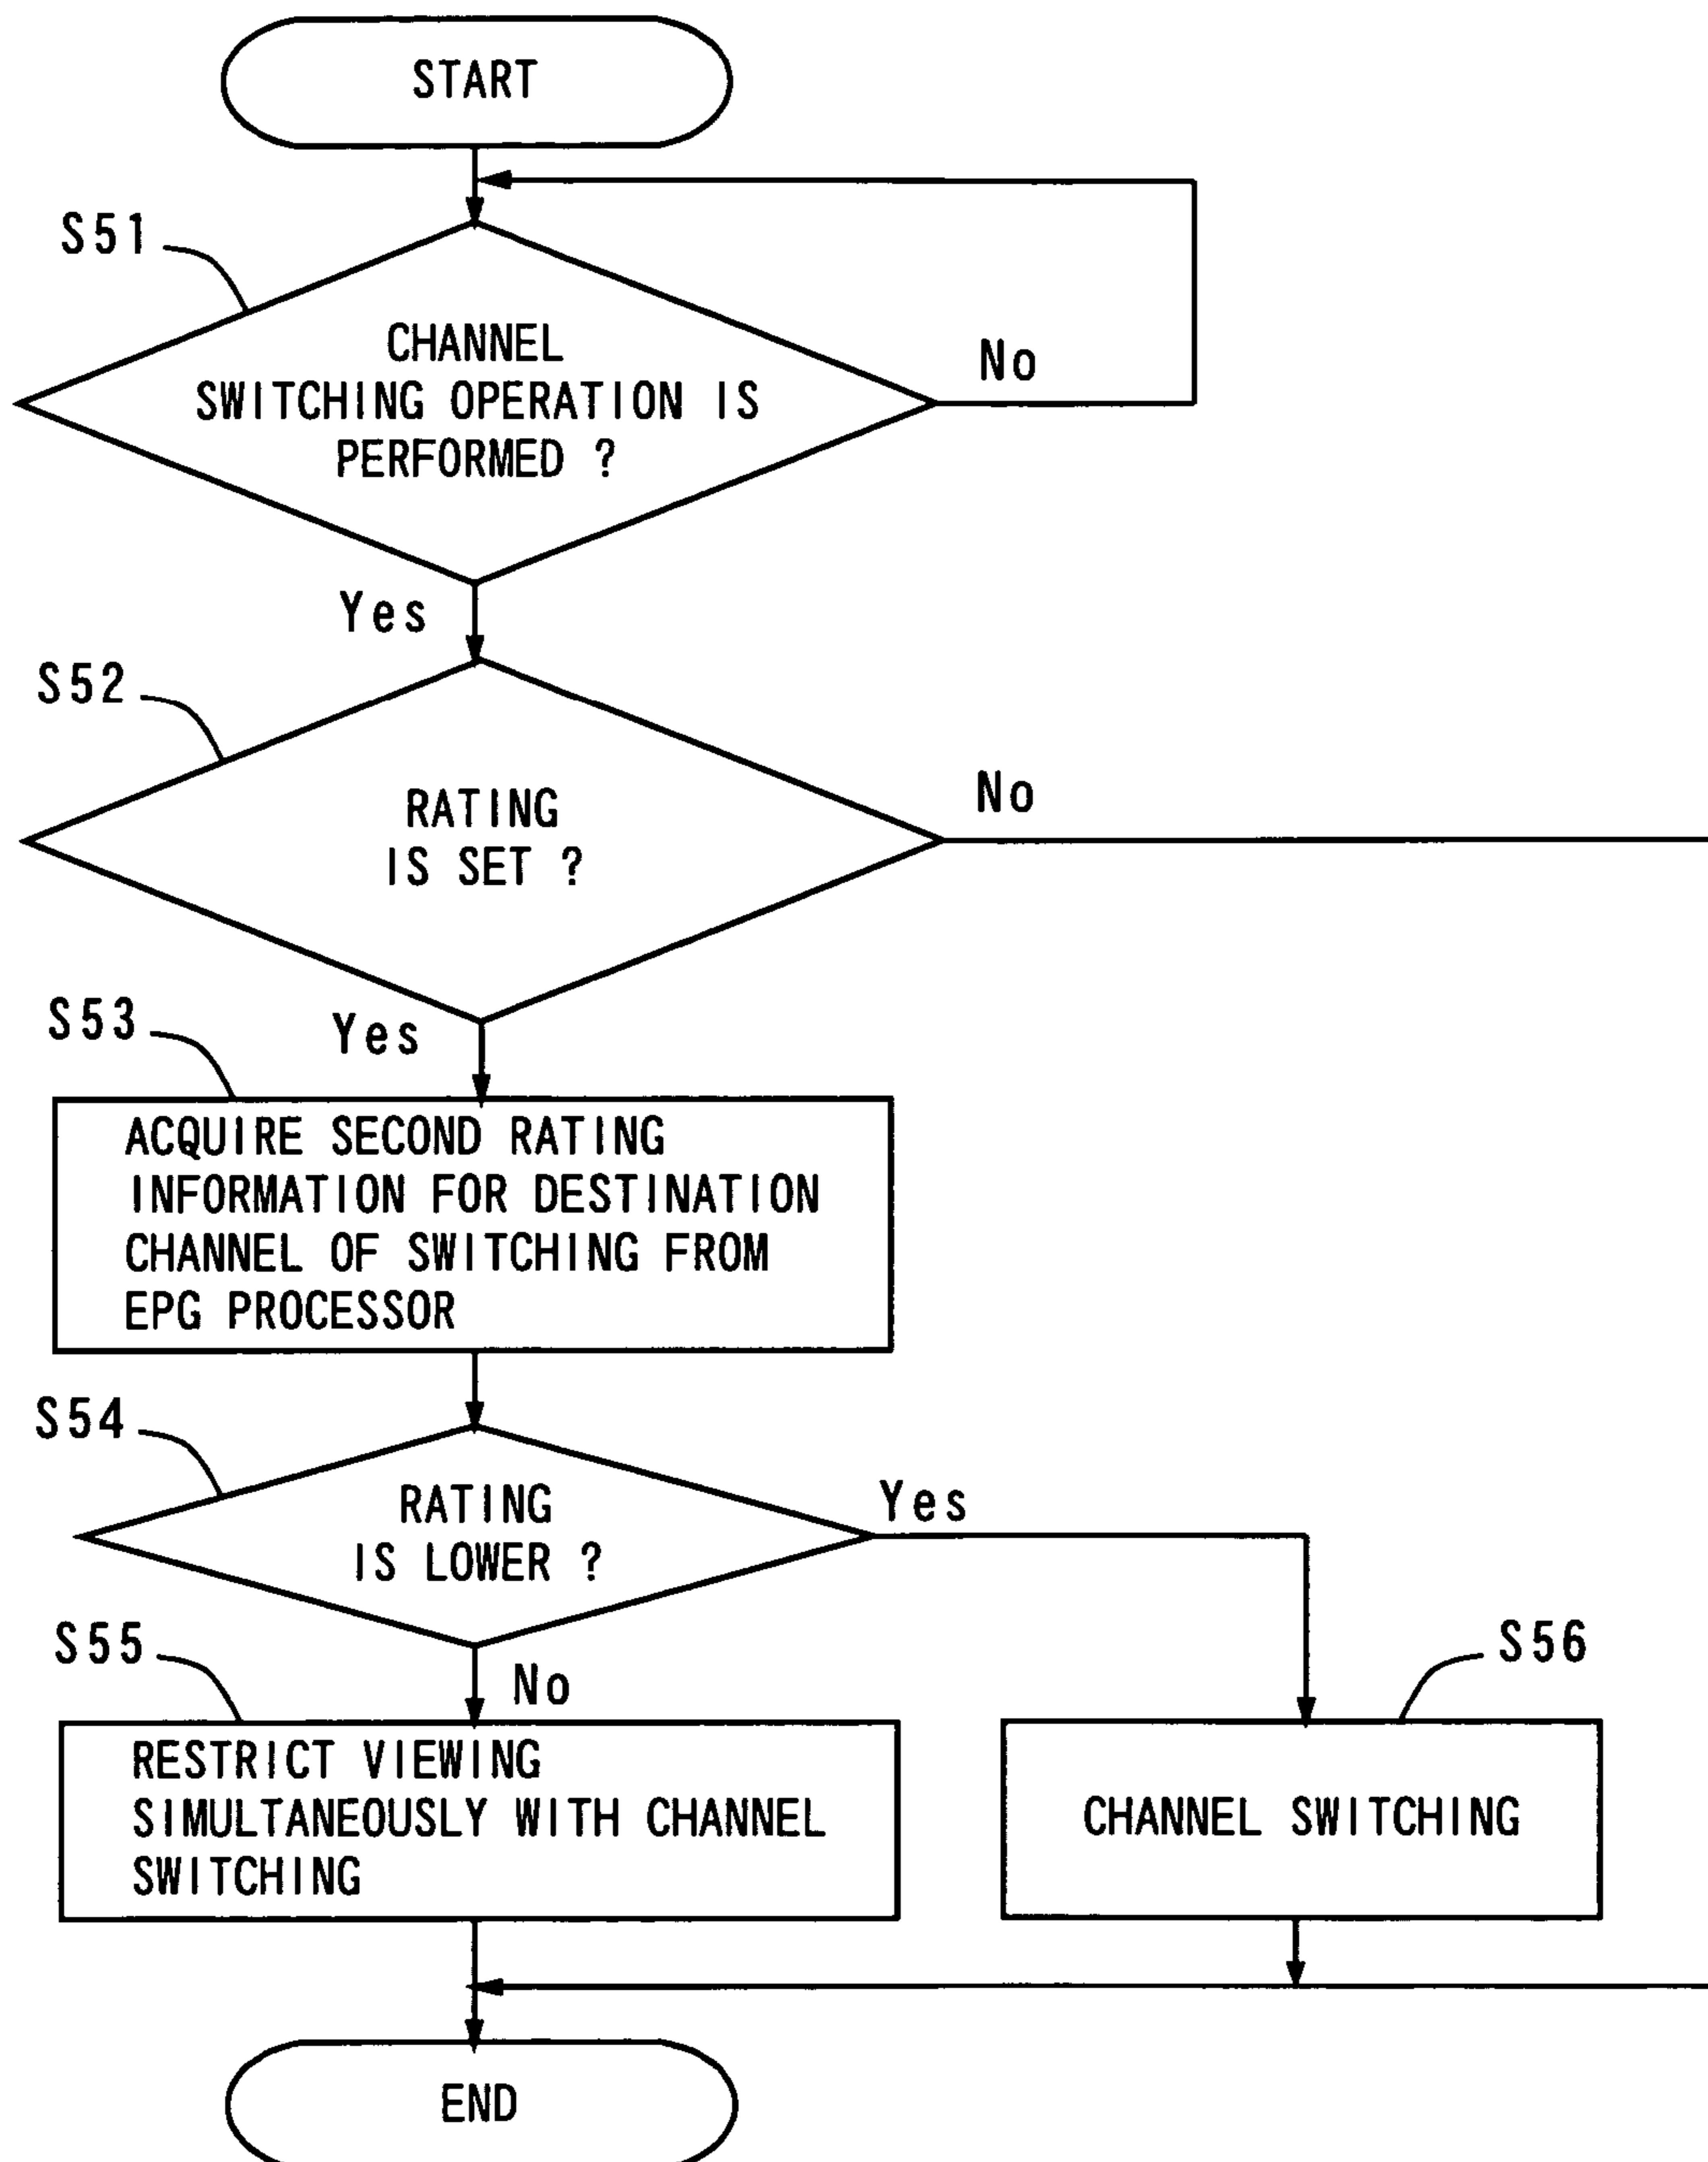 START
S51
CHANNEL
SWITCHING OPERATION IS
PERFORMED ?
No
Yes
S52
RATING
IS SET ?
No
S53
Yes
ACQUIRE SECOND RATING
INFORMATION FOR DESTINATION
CHANNEL OF SWITCHING FROM
EPG PROCESSOR
S54
RATING
IS LOWER ?
Yes
S55
No
S56
RESTRICT VIEWING
SIMULTANEOUSLY WITH CHANNEL
SWITCHING
CHANNEL SWITCHING
END